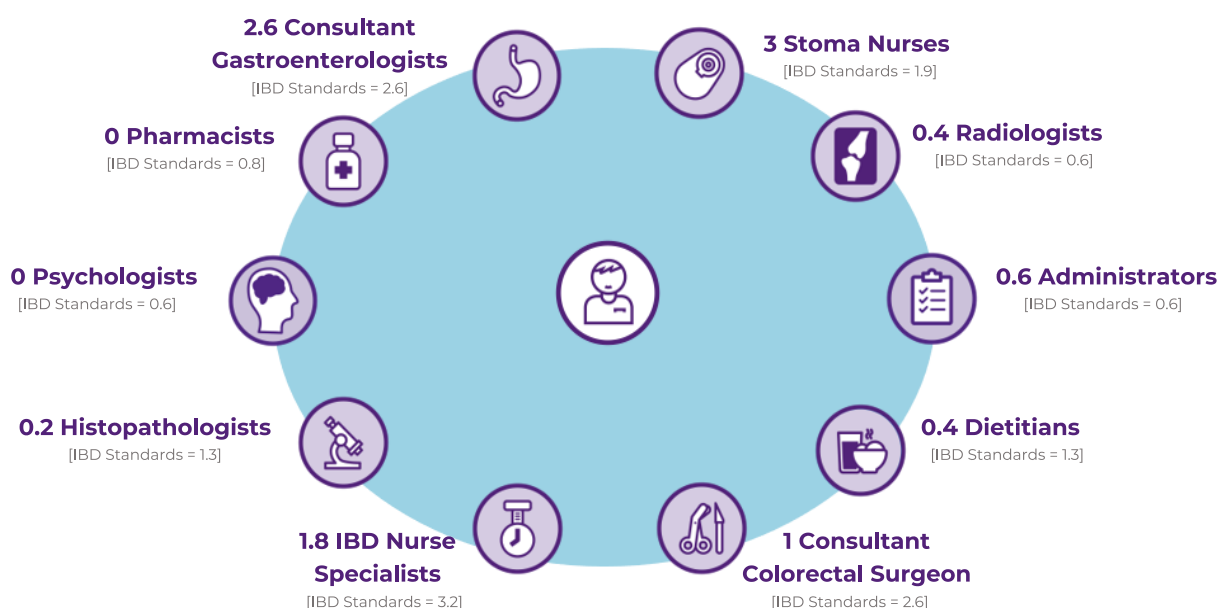 2.6 Consultant
Gastroenterologists
[IBD Standards = 2.6]
3 Stoma Nurses
[IBD Standards = 1.9]
0 Pharmacists
[IBD Standards = 0.8]
0.4 Radiologists
[IBD Standards = 0.6]
0 Psychologists
[IBD Standards = 0.6]
0.6 Administrators
[IBD Standards = 0.6]
0.2 Histopathologists
[IBD Standards = 1.3]
0.4 Dietitians
[IBD Standards = 1.3]
1.8 IBD Nurse
Specialists
[IBD Standards = 3.2]
1 Consultant
Colorectal Surgeon
[IBD Standards = 2.6]